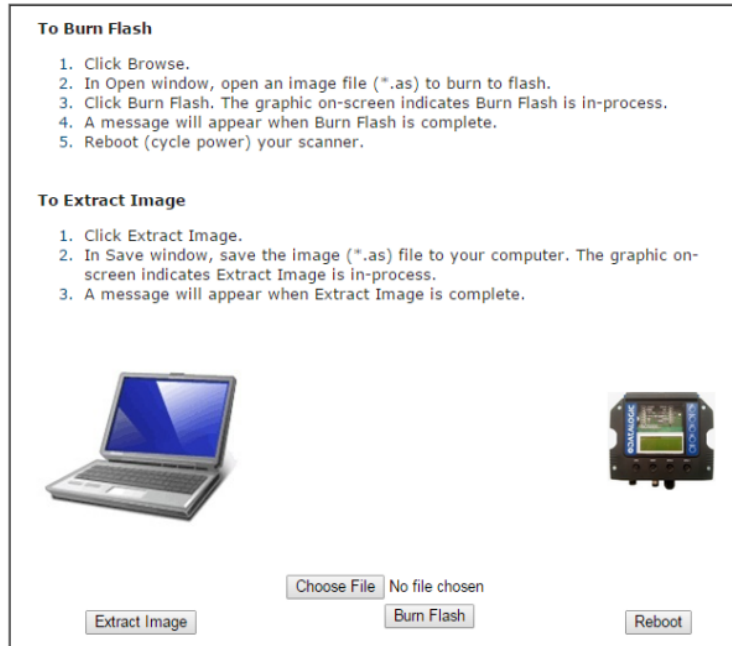 To Burn Flash
1. Click Browse.
2. In Open window, open an image file (*.as) to burn to flash.
3. Click Burn Flash. The graphic on-screen indicates Burn Flash is in-process.
4. A message will appear when Burn Flash is complete.
5. Reboot (cycle power) your scanner.
To Extract Image
1. Click Extract Image.
2. In Save window, save the image (*.as) file to your computer. The graphic on-
screen indicates Extract Image is in-process.
3. A message will appear when Extract Image is complete.
DATALOGIC
Choose File No file chosen
Extract Image
Burn Flash
Reboot